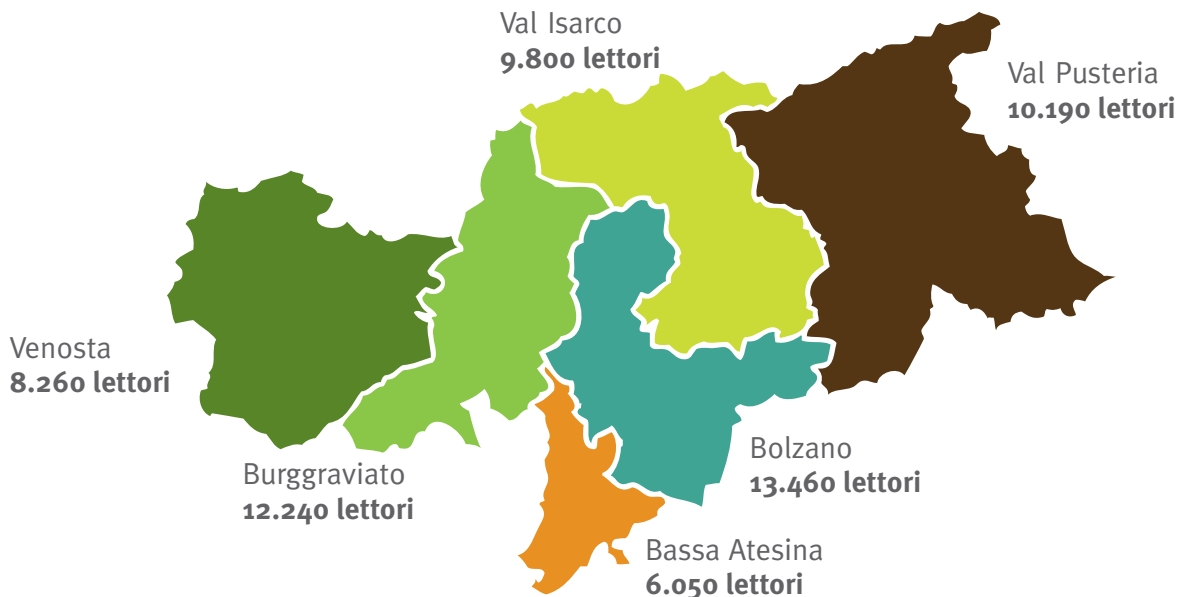 Val Isarco
9.800 lettori
Val Pusteria
10.190 lettori
Venosta
8.260 lettori
Burggraviato
12.240 lettori
Bolzano
13.460 lettori
Bassa Atesina
6.050 lettori